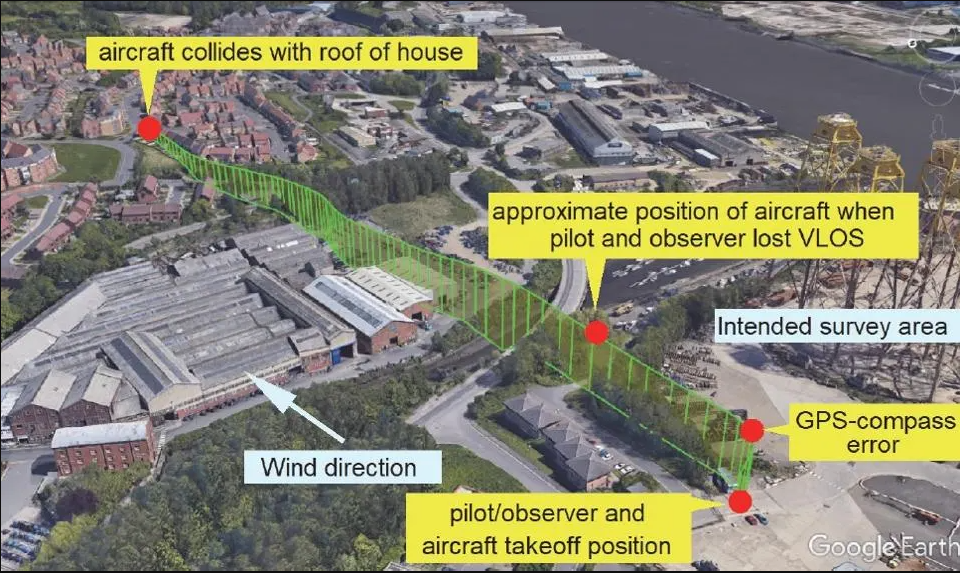 aircraft collides with roof of house
approximate position of aircraft when
pilot and observer lost VLOS
Intended survey area
GPS-compass
error
Wind direction
pilot/observer and
aircraft takeoff position
Google Earth